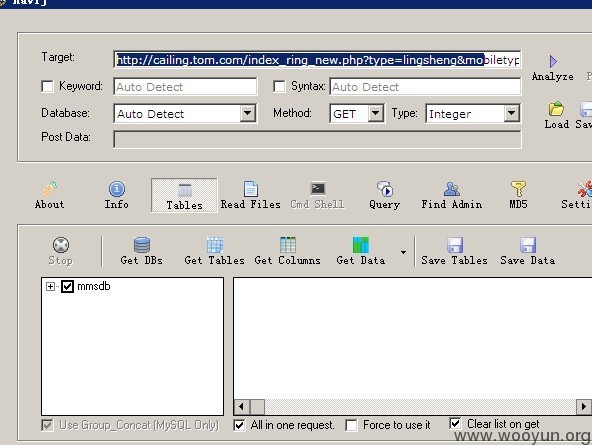 Havij
Target: http://cailing.tom.com/index_ring_new.php?type=lingsheng&mobiletyp
Keyword: Auto Detect Syntax: Auto Detect Analyze
Database: Auto Detect Method: GET Type: Integer Load Sav
Post Data:
About Info Tables Read Files Cmd Shell Query Find Admin MD5 Setti
Stop Get DBs Get Tables Get Columns Get Data Save Tables Save Data
mmsdb
Use Group_Concat (MySQL Only) All in one request. Force to use it Clear list on get
www.wooyun.org